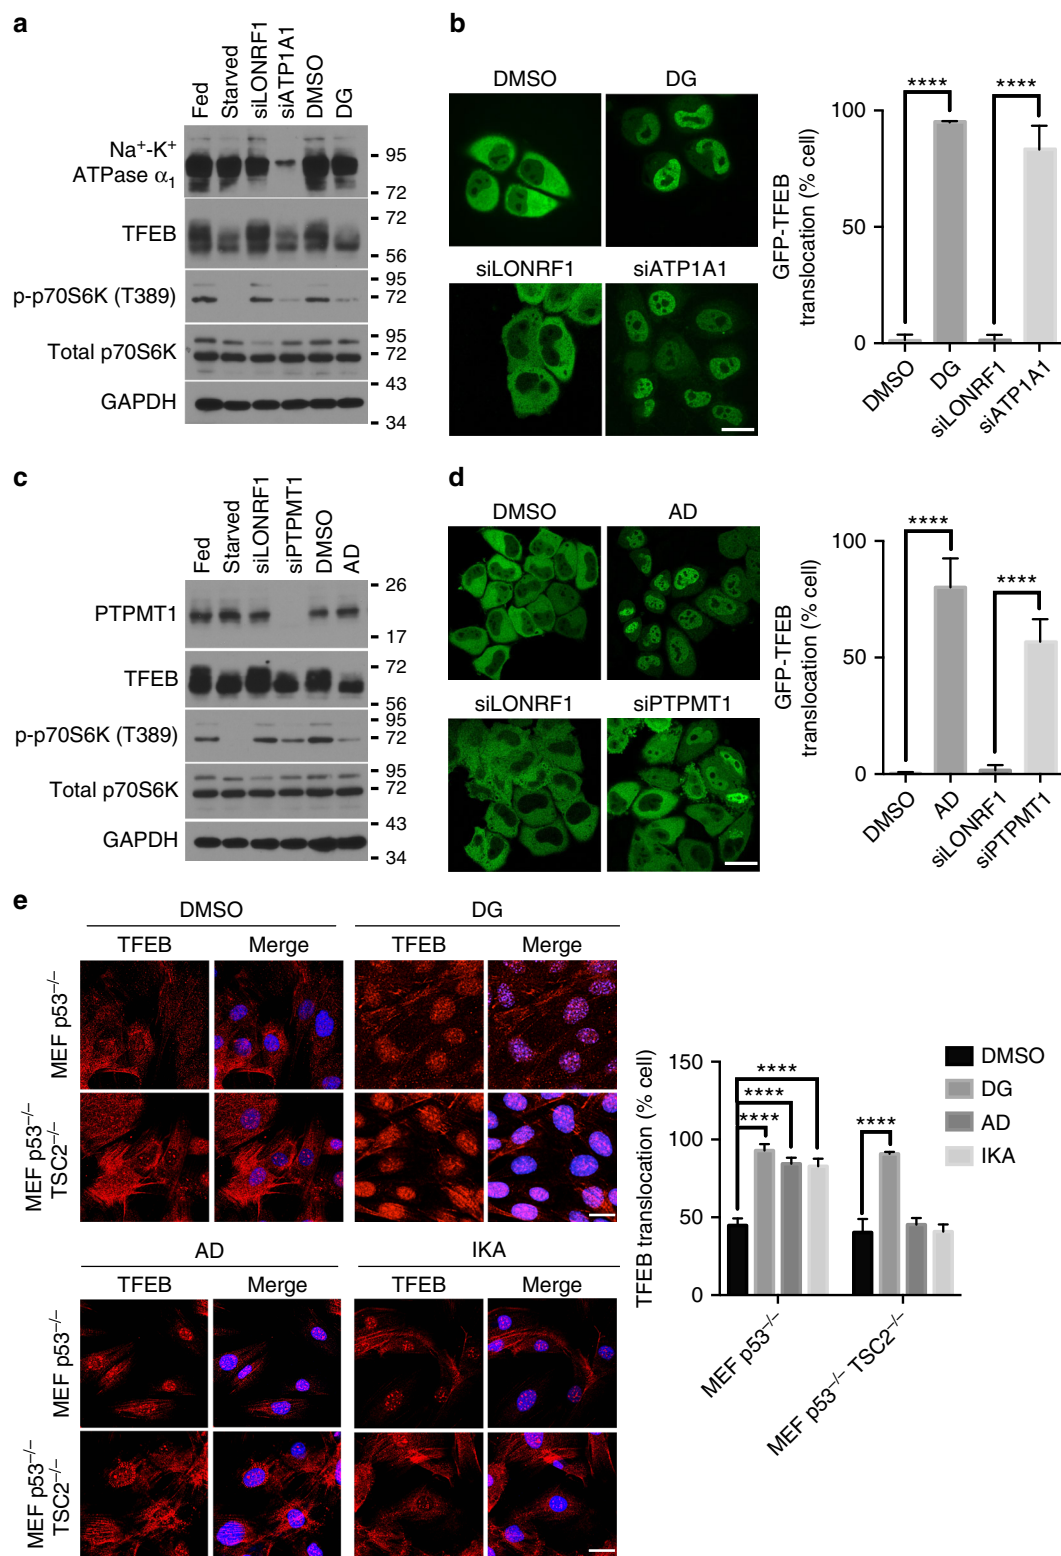 a
Fed
Starved
siLONRF1
siATP1A1
DMSO
DG
Na⁺-K⁺
ATPase α₁
95
72
TFEB
72
56
p-p70S6K (T389)
95
72
Total p70S6K
95
72
GAPDH
43
34
b
DMSO
DG
siLONRF1
siATP1A1
GFP-TFEB
translocation (% cell)
100
50
0
****
****
DMSO
DG
siLONRF1
siATP1A1
c
Fed
Starved
siLONRF1
siPTPMT1
DMSO
AD
PTPMT1
26
17
TFEB
72
56
p-p70S6K (T389)
95
72
Total p70S6K
95
72
GAPDH
43
34
d
DMSO
AD
siLONRF1
siPTPMT1
GFP-TFEB
translocation (% cell)
100
50
0
****
****
DMSO
AD
siLONRF1
siPTPMT1
e
DMSO
DG
TFEB
Merge
TFEB
Merge
MEF p53⁻/⁻
MEF p53⁻/⁻
TSC2⁻/⁻
AD
IKA
TFEB
Merge
TFEB
Merge
MEF p53⁻/⁻
MEF p53⁻/⁻
TSC2⁻/⁻
TFEB translocation (% cell)
150
100
50
0
****
****
****
****
DMSO
DG
AD
IKA
MEF p53⁻/⁻
MEF p53⁻/⁻ TSC2⁻/⁻